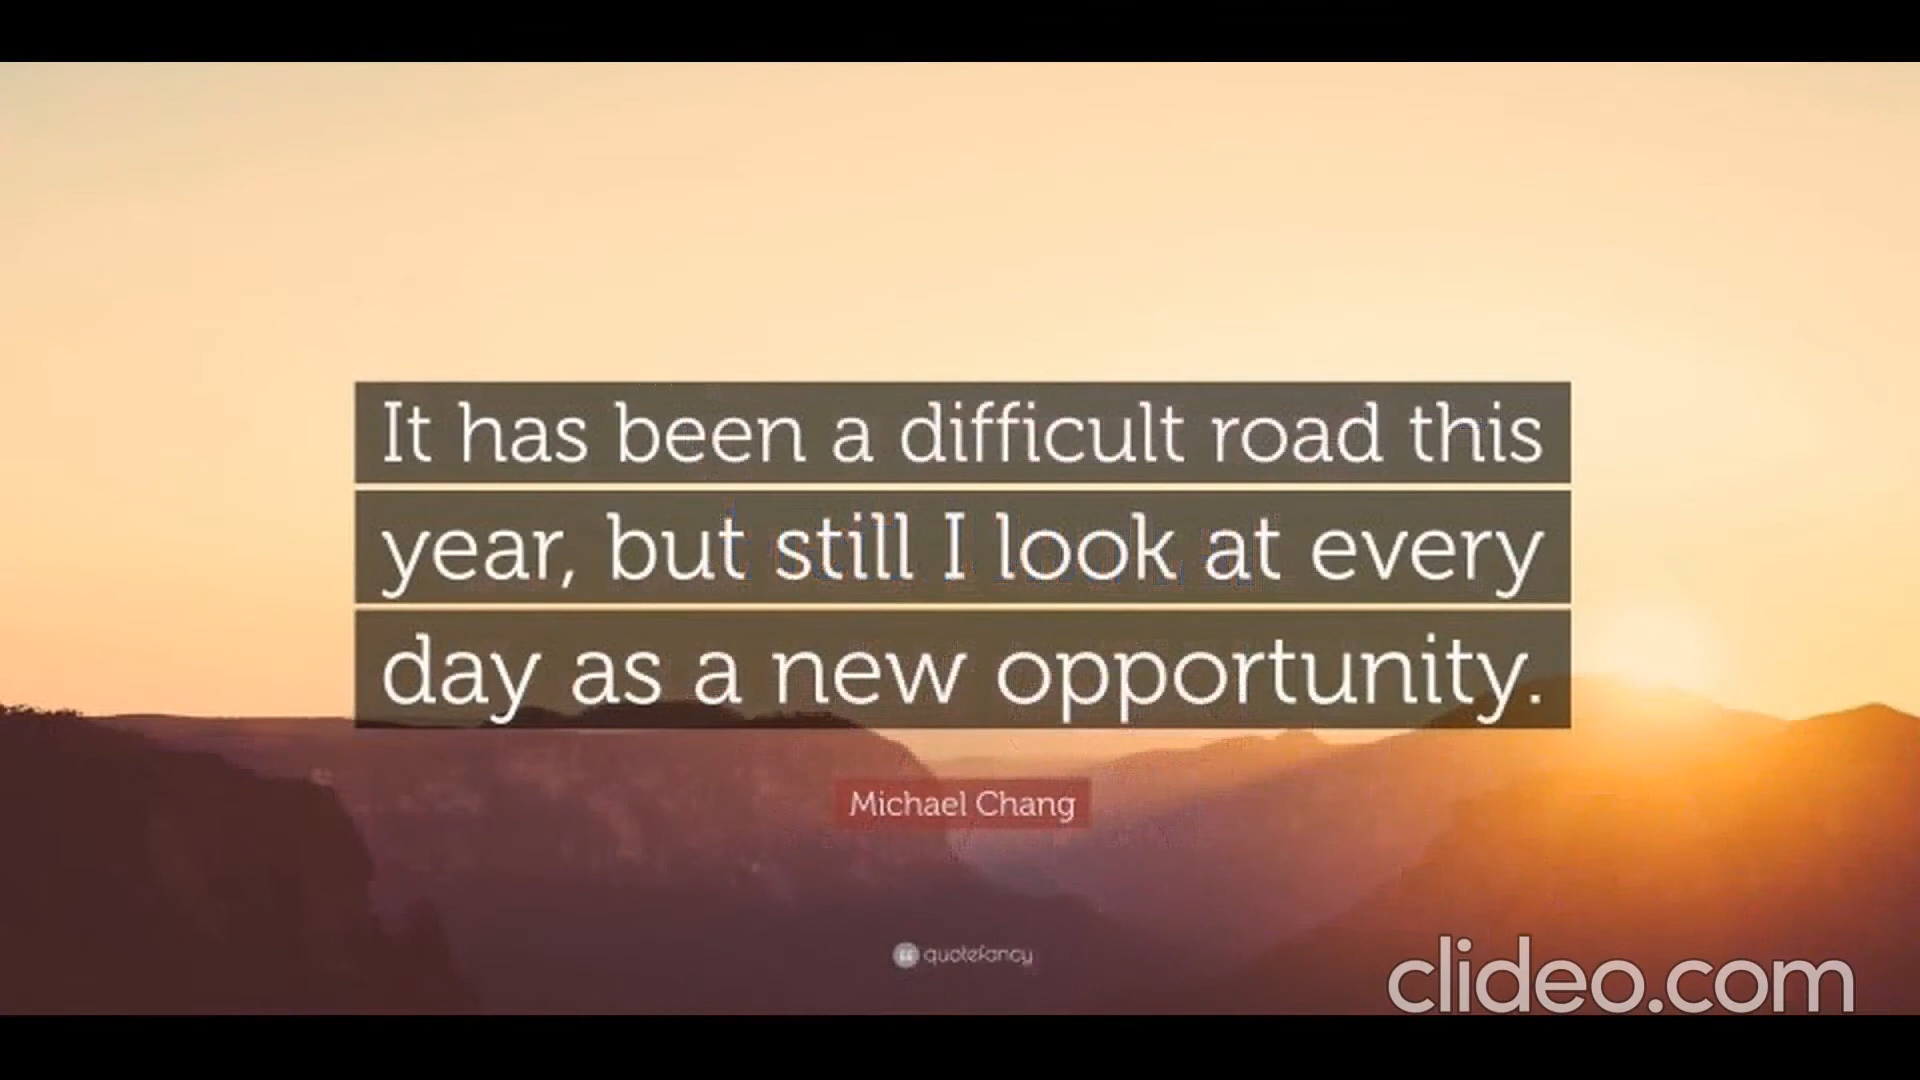 It has been a difficult road this
year, but still I look at every
day as a new opportunity.
Michael Chang
quotefancy
clideo.com